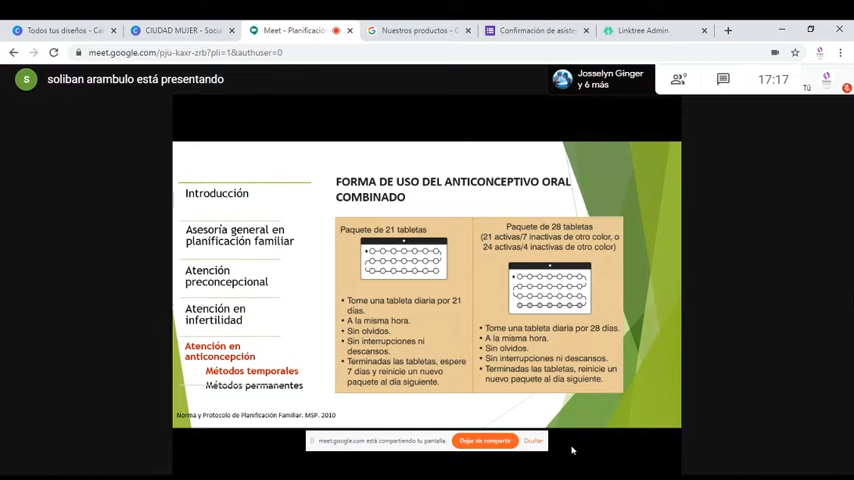 Todos tus diseños - Can
CIUDAD MUJER - Socia
Meet - Planificació
Nuestros productos - G
Confirmación de asiste
Linktree Admin
meet.google.com/pju-kaxr-zrb?pli=1&authuser=0
S soliban arambulo está presentando
Josselyn Ginger
y 6 más
9
17:17
Tú
FORMA DE USO DEL ANTICONCEPTIVO ORAL
COMBINADO
Introducción
Asesoría general en
planificación familiar
Atención
preconcepcional
Atención en
infertilidad
Atención en
anticoncepción
Métodos temporales
Métodos permanentes
Paquete de 21 tabletas
• Tome una tableta diaria por 21
días.
• A la misma hora.
• Sin olvidos.
• Sin interrupciones ni
descansos.
• Terminadas las tabletas, espere
7 días y reinicie un nuevo
paquete al día siguiente.
Paquete de 28 tabletas
(21 activas/7 inactivas de otro color, o
24 activas/4 inactivas de otro color)
• Tome una tableta diaria por 28 días.
• A la misma hora.
• Sin olvidos.
• Sin interrupciones ni descansos.
• Terminadas las tabletas, reinicie un
nuevo paquete al día siguiente.
Norma y Protocolo de Planificación Familiar. MSP. 2010
meet.google.com está compartiendo tu pantalla.
Dejar de compartir
Ocultar